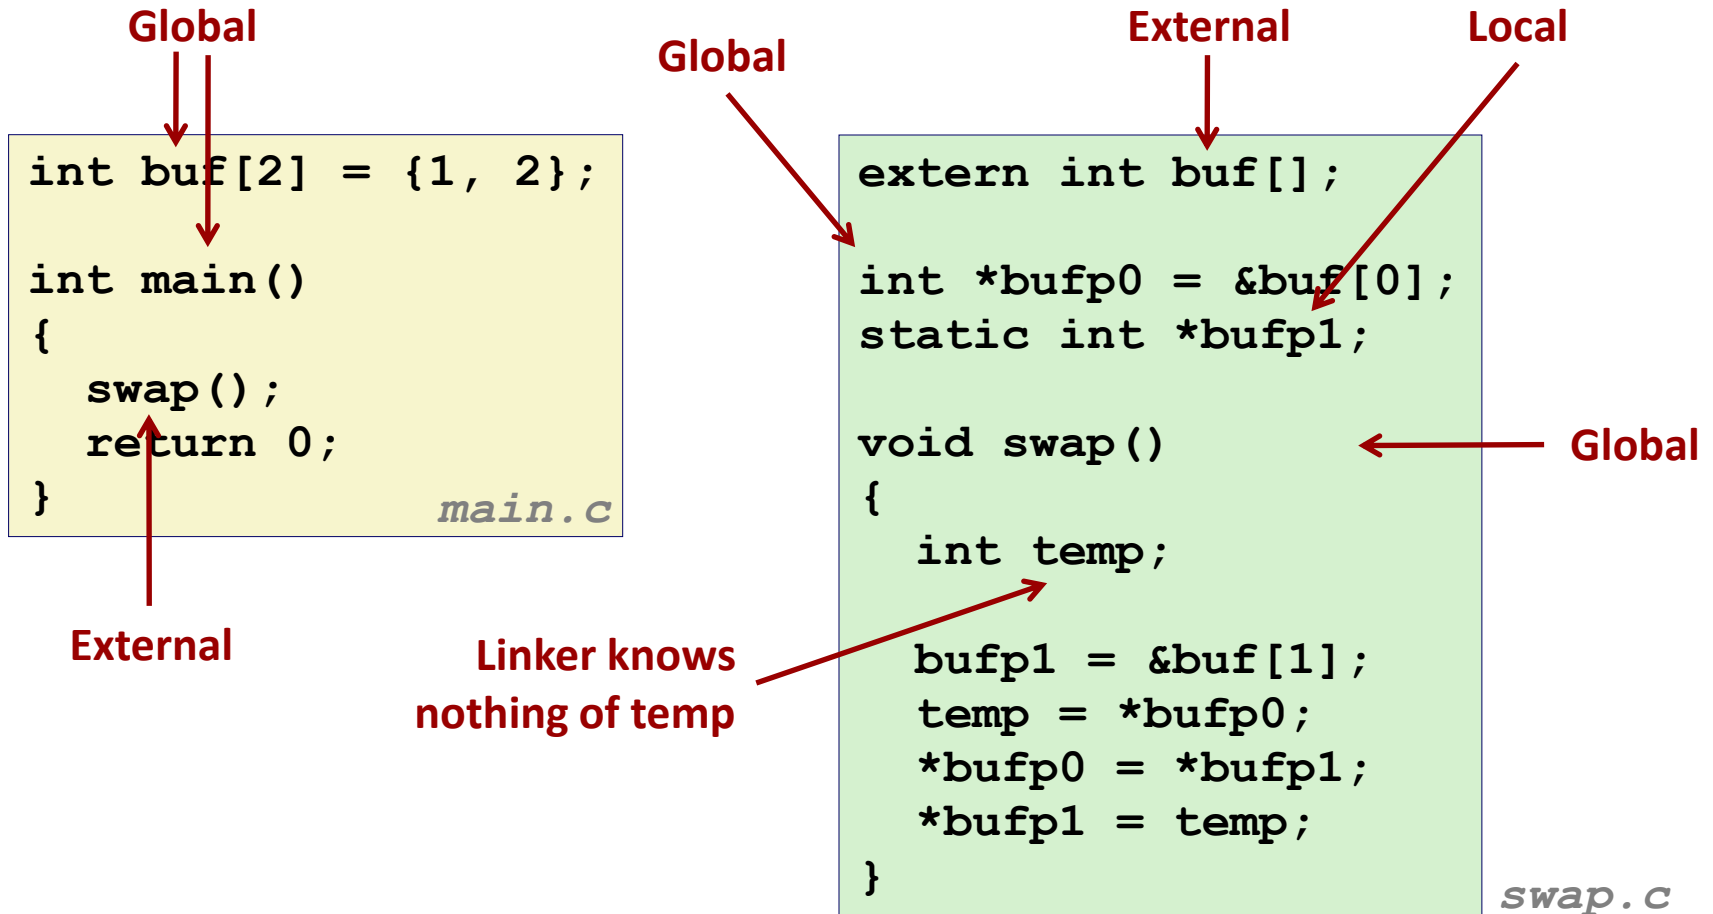 Global
int buf[2] = {1, 2};
int main()
{
swap();
return 0;
}
main.c
External
Global
External
Local
extern int buf[];
int *bufp0 = &buf[0];
static int *bufp1;
void swap()
Global
{
int temp;
Linker knows
nothing of temp
bufp1 = &buf[1];
temp = *bufp0;
*bufp0 = *bufp1;
*bufp1 = temp;
}
swap.c